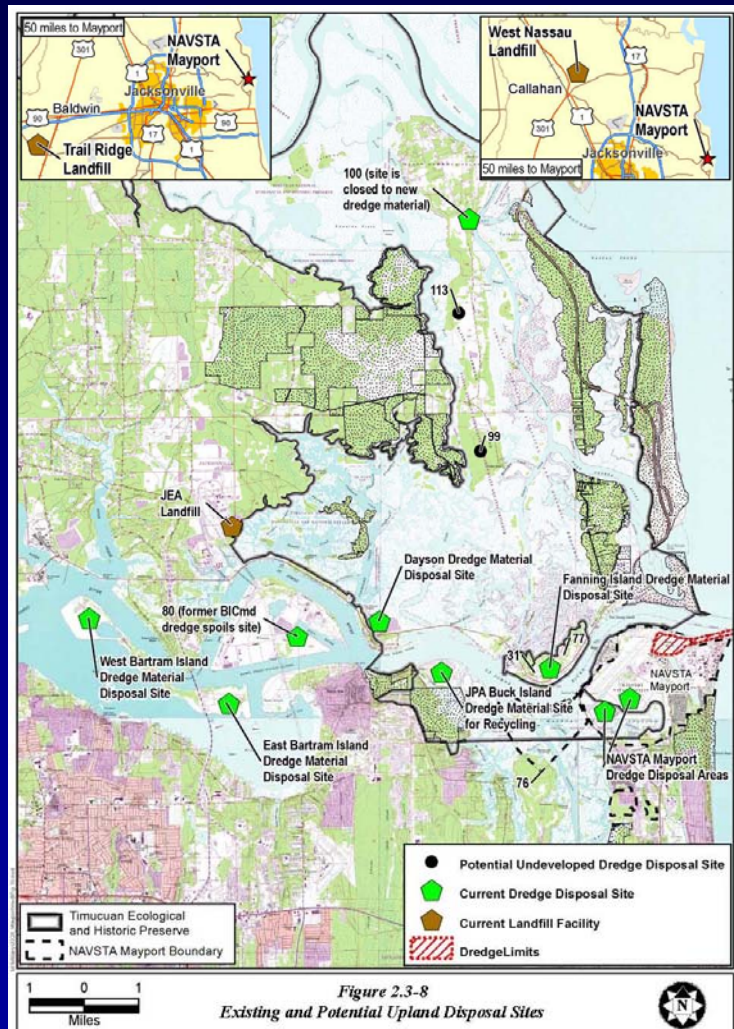 50 miles to Mayport
NAVSTA
Mayport
1
Jacksonville
90
Baldwin
90
301
17
1
Trail Ridge
Landfill
West Nassau
Landfill
17
Callahan
301
1
NAVSTA
Mayport
Jacksonville
50 miles to Mayport
100 (site is
closed to new
dredge material)
113
99
JEA
Landfill
Dayson Dredge Material
Disposal Site
Fanning Island Dredge Material
Disposal Site
80 (former BICmd
dredge spoils site)
77
31
NAVSTA
Mayport
West Bartram Island
Dredge Material
Disposal Site
JPA Buck Island
Dredge Material Site
for Recycling
East Bartram Island
Dredge Material
Disposal Site
NAVSTA Mayport
Dredge Disposal Areas
76
Potential Undeveloped Dredge Disposal Site
Current Dredge Disposal Site
Current Landfill Facility
DredgeLimits
Timucuan Ecological
and Historic Preserve
NAVSTA Mayport Boundary
1 0 1
Miles
Figure 2.3-8
Existing and Potential Upland Disposal Sites
N